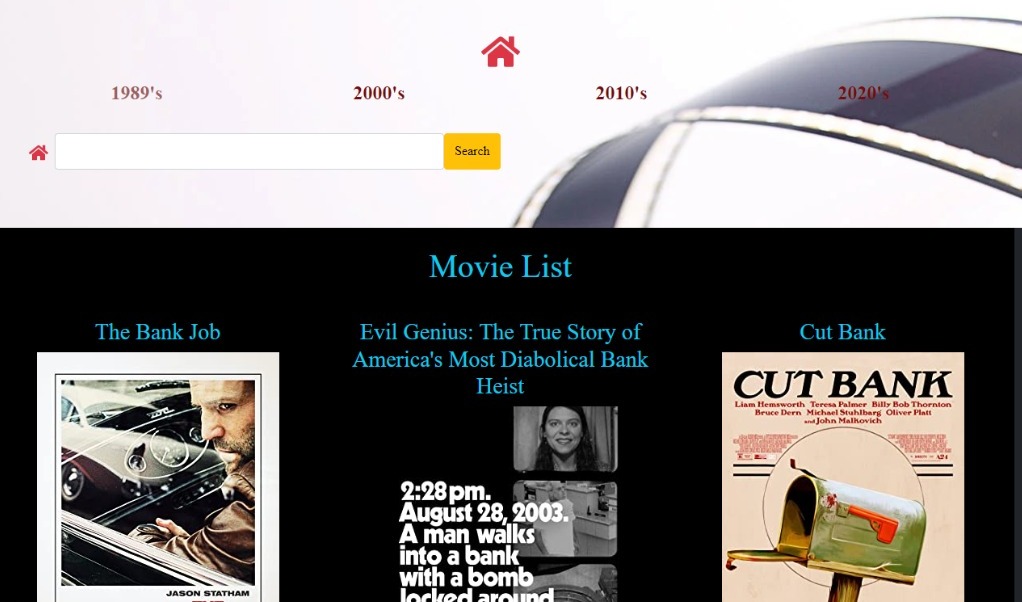 1989's 2000's 2010's 2020's
Search
Movie List
The Bank Job
Evil Genius: The True Story of
America's Most Diabolical Bank
Heist
Cut Bank
JASON STATHAM
THE
2:28 pm.
August 28, 2003.
A man walks
into a bank
with a bomb
locked around
CUT BANK
Liam Hemsworth Teresa Palmer Billy Bob Thornton
Bruce Dern Michael Stuhlbarg Oliver Platt
and John Malkovich